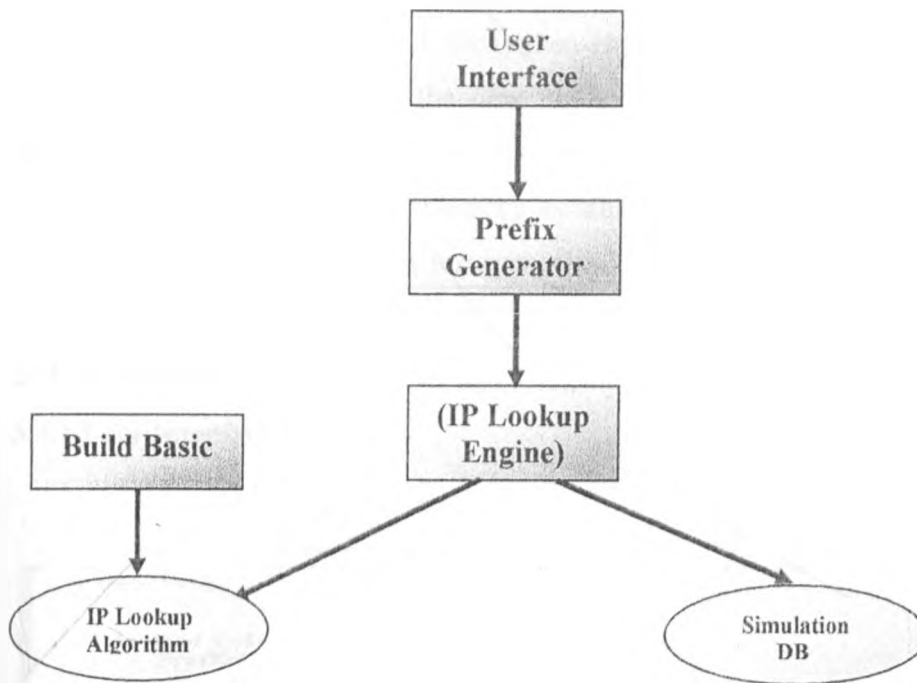 User
Interface
Prefix
Generator
(IP Lookup
Engine)
Build Basic
IP Lookup
Algorithm
Simulation
DB